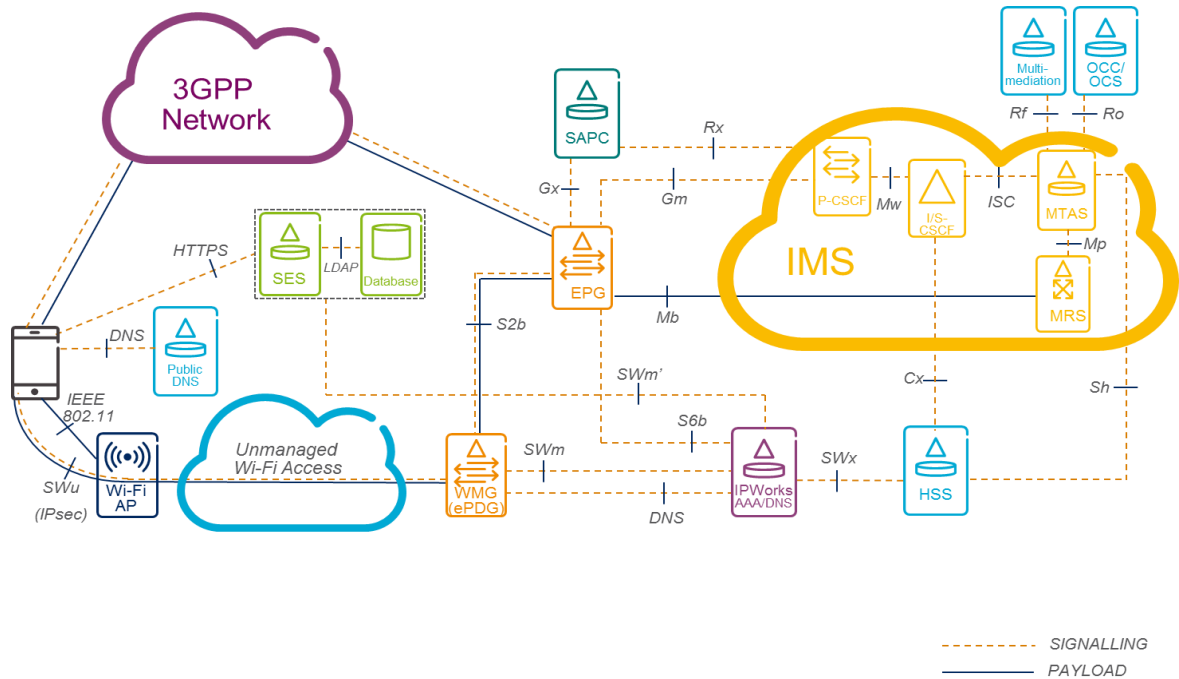 3GPP
Network
SAPC
Multi-
mediation
OCC/
OCS
Rf
Ro
Rx
Gx
Gm
P-CSCF
Mw
I/S-
CSCF
ISC
MTAS
Mp
IMS
MRS
HTTPS
SES
LDAP
Database
EPG
Mb
S2b
DNS
Public
DNS
IEEE
802.11
SWm’
Cx
Sh
Unmanaged
Wi-Fi Access
S6b
SWm
SWx
SWu
(IPsec)
Wi-Fi
AP
WMG
(ePDG)
DNS
IPWorks
AAA/DNS
HSS
SIGNALLING
PAYLOAD